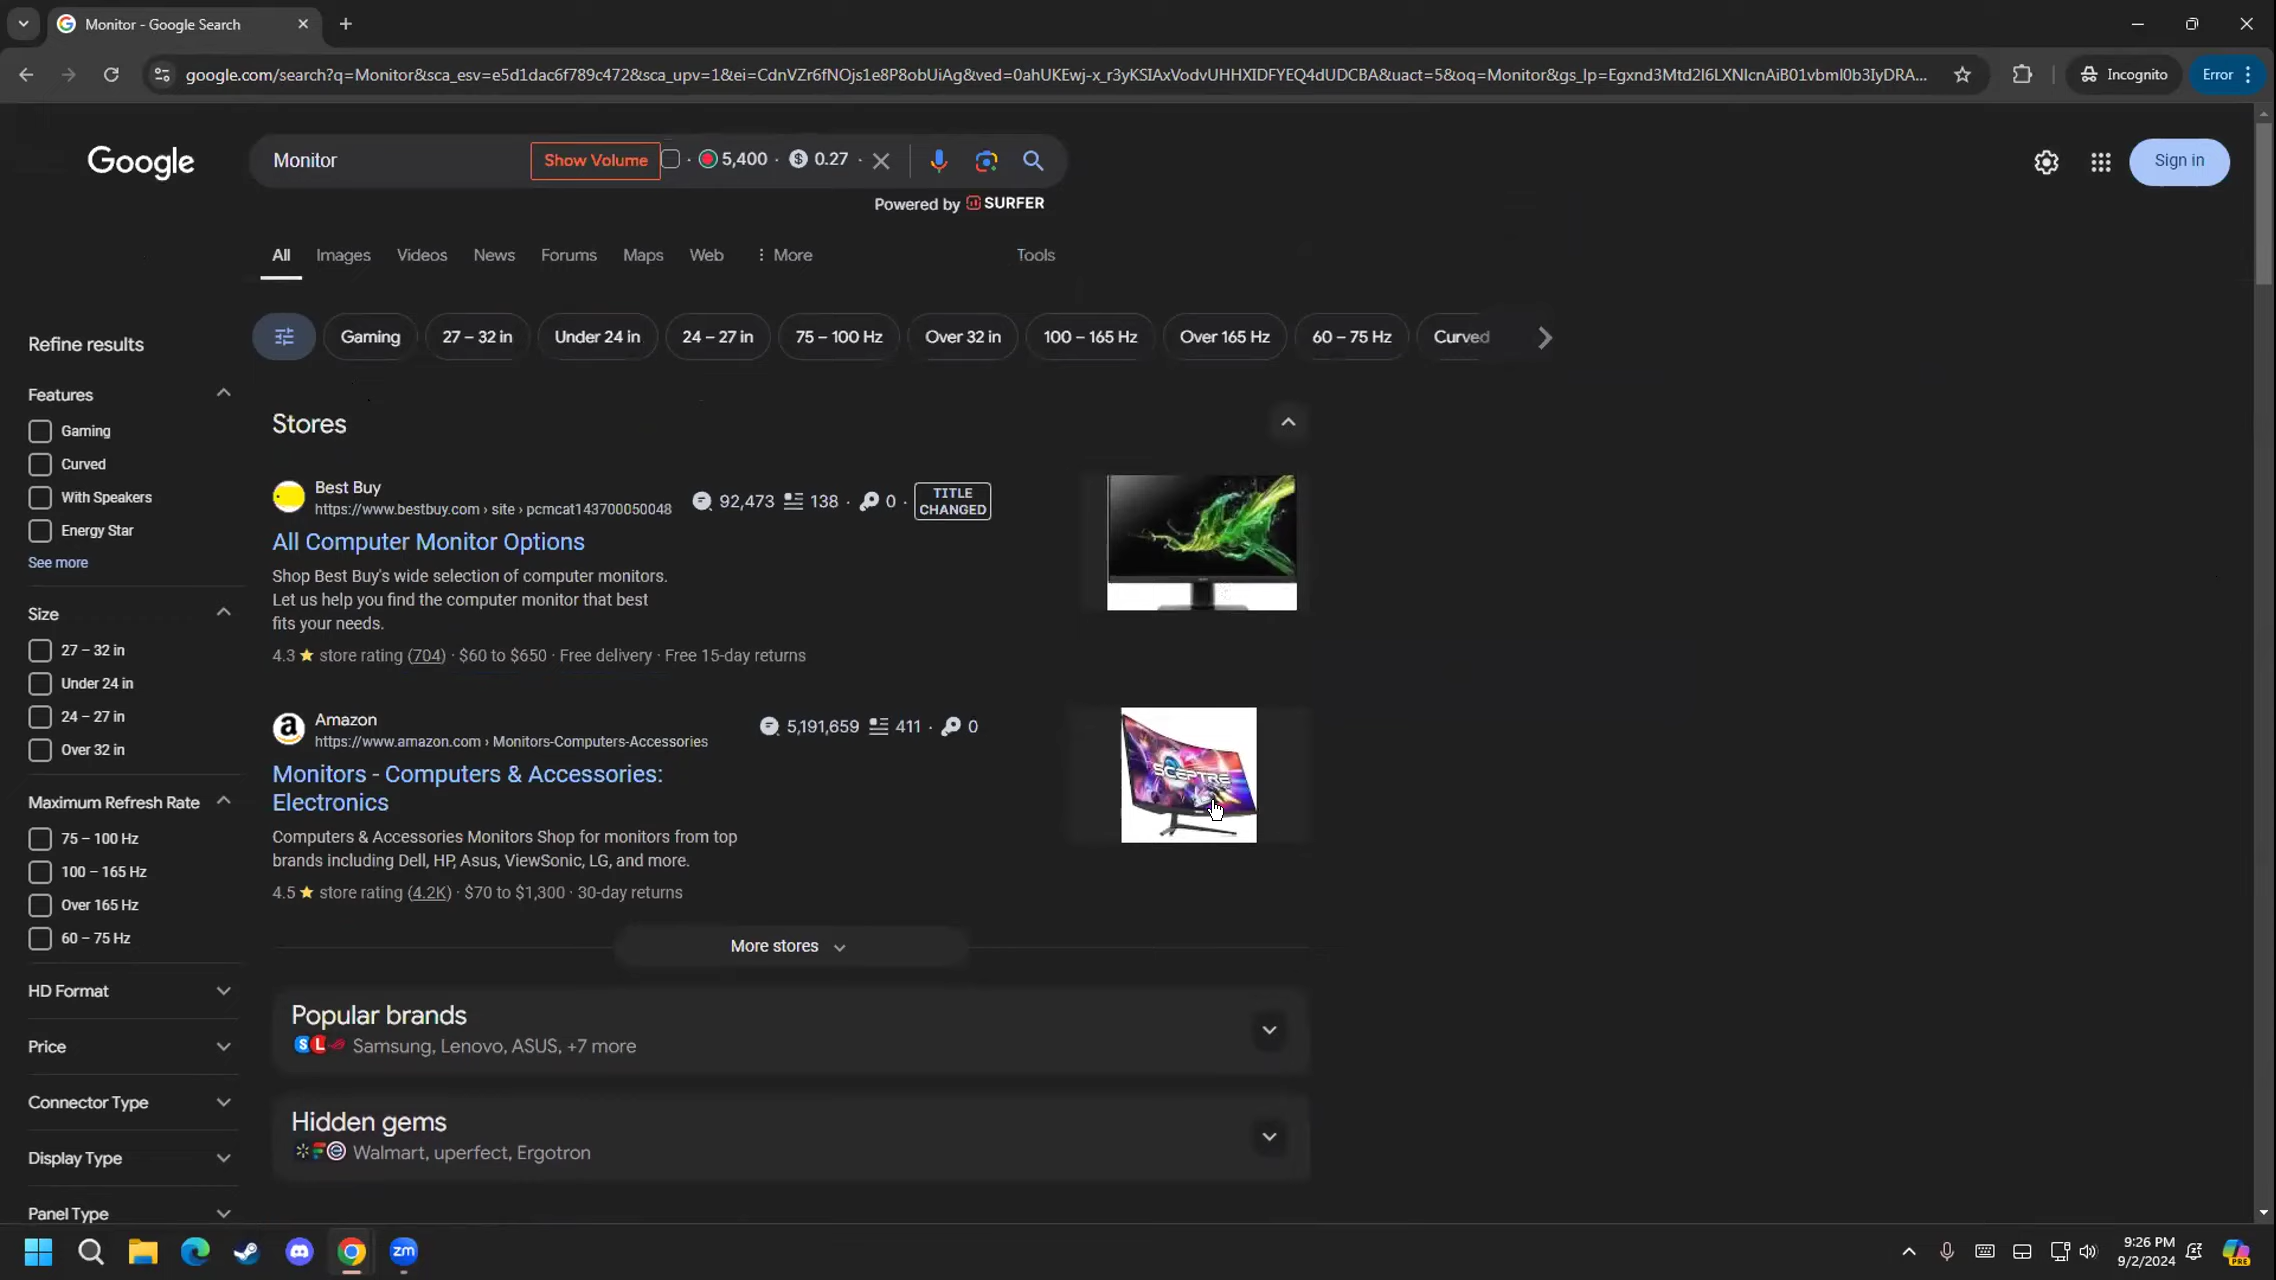 Monitor - Google Search
google.com/search?q=Monitor&sca_esv=e5d1dac6f789c472&sca_upv=1&ei=CdnVZr6fNOjs1e8P8obUiAg&ved=0ahUKEwj-x_r3yKSIAxVodvUHHXIDFYEQ4dUDCBA&uact=5&oq=Monitor&gs_lp=Egxnd3Mtd2l6LXNlcnAiB01vbml0b3IyDRA...
Incognito
Error
Google
Monitor
Show Volume
· 5,400 · $ 0.27 ·
Sign in
Powered by SURFER
All Images Videos News Forums Maps Web More Tools
Gaming 27 – 32 in Under 24 in 24 – 27 in 75 – 100 Hz Over 32 in 100 – 165 Hz Over 165 Hz 60 – 75 Hz Curved
Refine results
Features
Gaming
Curved
With Speakers
Energy Star
See more
Size
27 – 32 in
Under 24 in
24 – 27 in
Over 32 in
Maximum Refresh Rate
75 – 100 Hz
100 – 165 Hz
Over 165 Hz
60 – 75 Hz
HD Format
Price
Connector Type
Display Type
Panel Type
Stores
Best Buy
https://www.bestbuy.com › site › pcmcat143700050048
92,473 138 · 0 ·
TITLE
CHANGED
All Computer Monitor Options
Shop Best Buy's wide selection of computer monitors.
Let us help you find the computer monitor that best
fits your needs.
4.3 store rating (704) · $60 to $650 · Free delivery · Free 15-day returns
a
Amazon
https://www.amazon.com › Monitors-Computers-Accessories
5,191,659 411 · 0
Monitors - Computers & Accessories:
Electronics
Computers & Accessories Monitors Shop for monitors from top
brands including Dell, HP, Asus, ViewSonic, LG, and more.
4.5 store rating (4.2K) · $70 to $1,300 · 30-day returns
SCEPTRE
More stores
Popular brands
S L Samsung, Lenovo, ASUS, +7 more
Hidden gems
Walmart, uperfect, Ergotron
zm
9:26 PM
9/2/2024
PRE